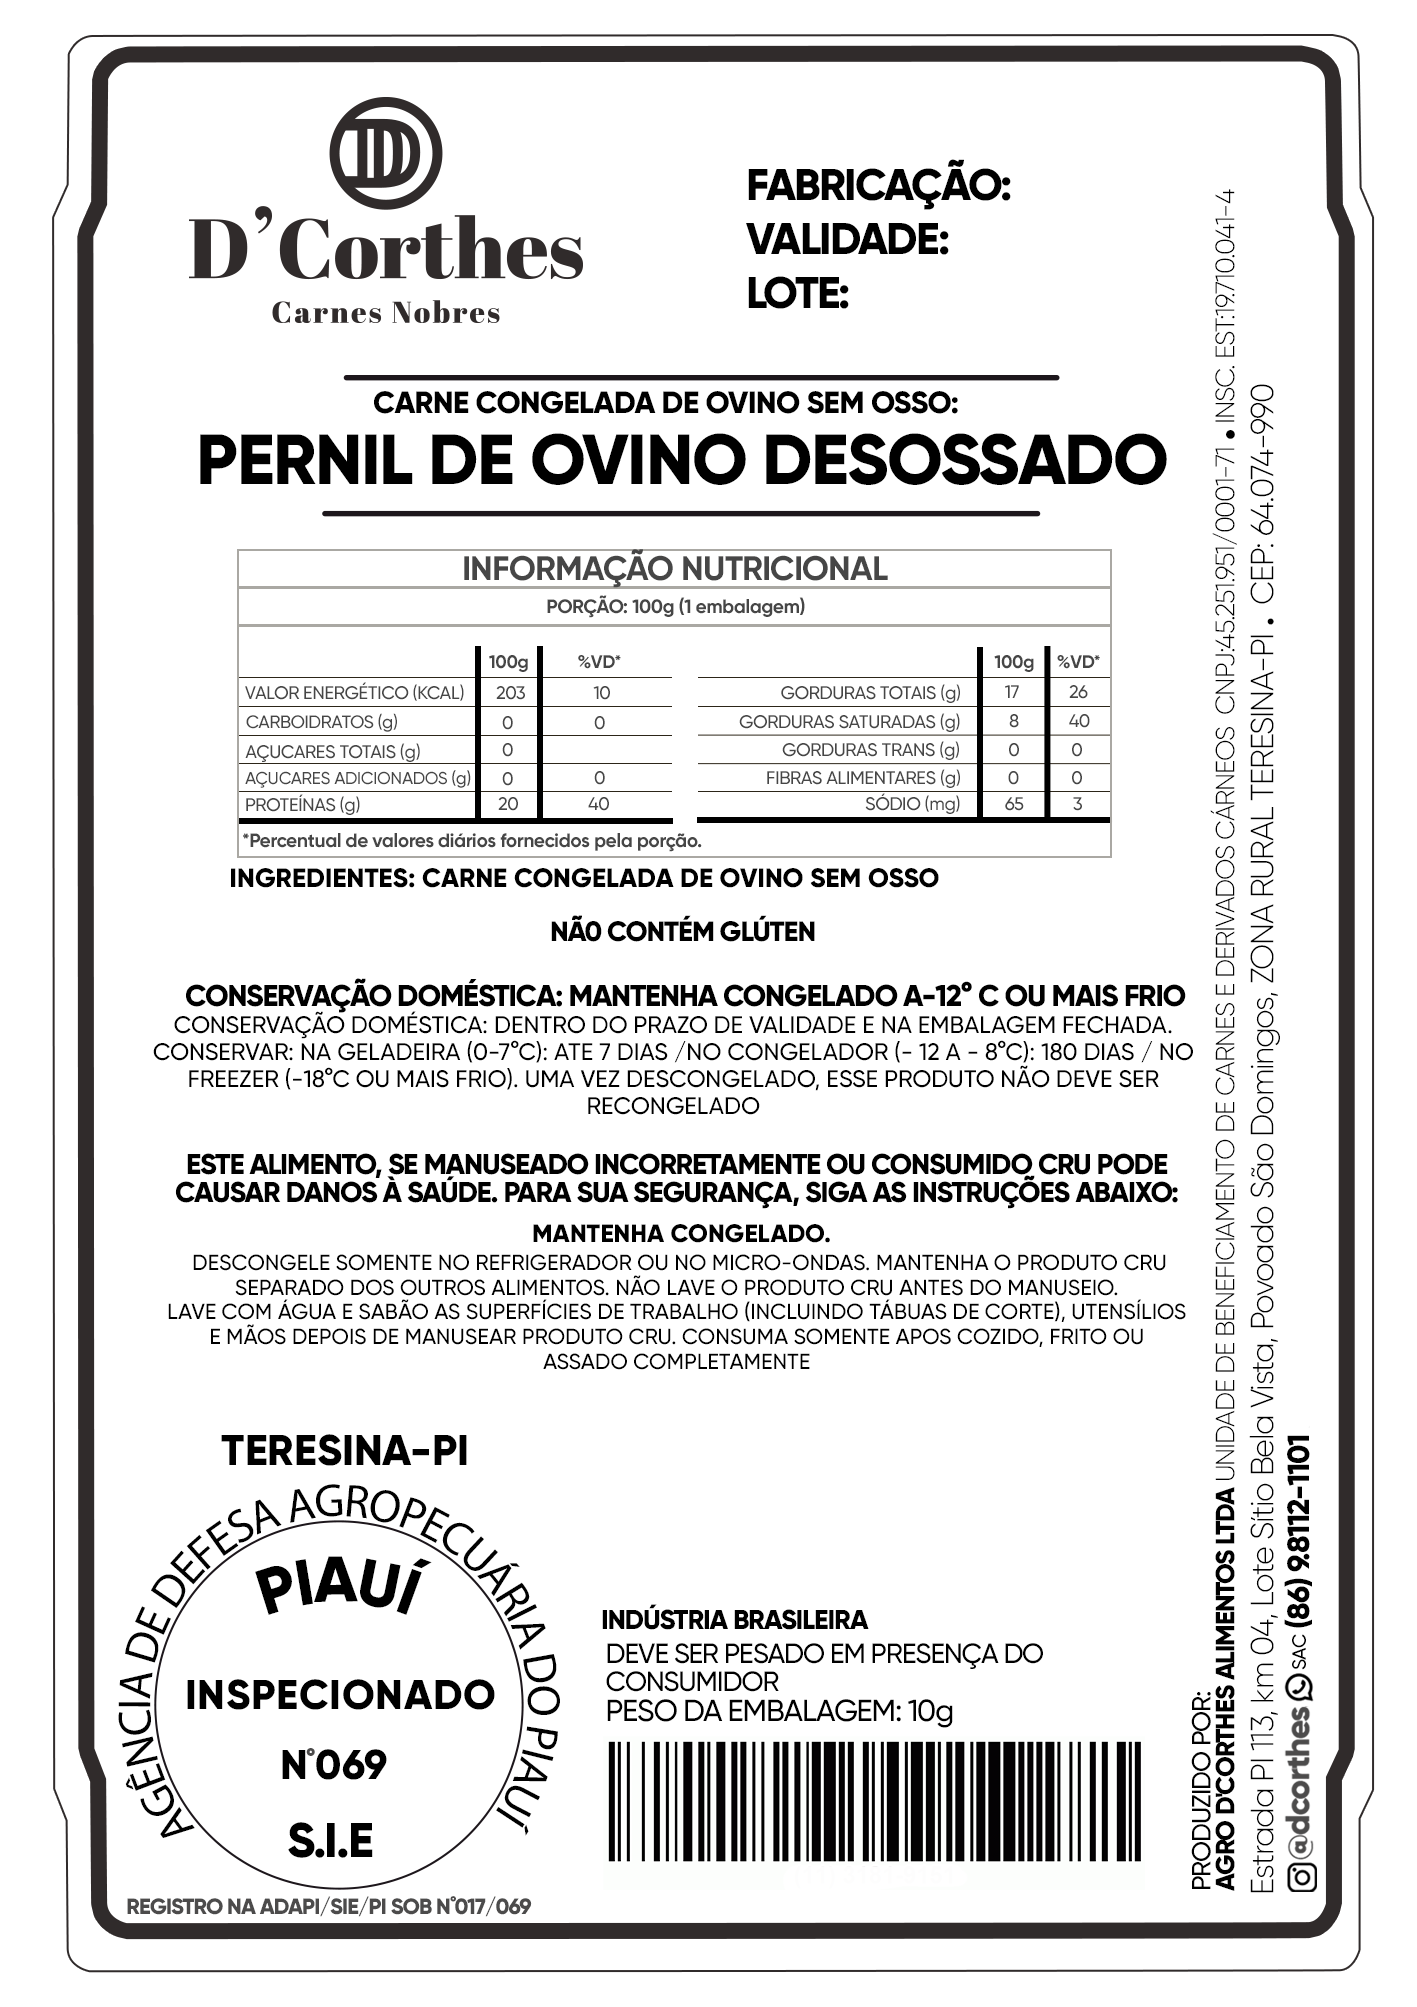 D
D'Corthes
Carnes Nobres
FABRICAÇÃO:
VALIDADE:
LOTE:
CARNE CONGELADA DE OVINO SEM OSSO:
PERNIL DE OVINO DESOSSADO
INFORMAÇÃO NUTRICIONAL
PORÇÃO: 100g (1 embalagem)
100g %VD*
VALOR ENERGÉTICO (KCAL) 203 10
CARBOIDRATOS (g) 0 0
AÇUCARES TOTAIS (g) 0
AÇUCARES ADICIONADOS (g) 0 0
PROTEÍNAS (g) 20 40
100g %VD*
GORDURAS TOTAIS (g) 17 26
GORDURAS SATURADAS (g) 8 40
GORDURAS TRANS (g) 0 0
FIBRAS ALIMENTARES (g) 0 0
SÓDIO (mg) 65 3
*Percentual de valores diários fornecidos pela porção.
INGREDIENTES: CARNE CONGELADA DE OVINO SEM OSSO
NÃ0 CONTÉM GLÚTEN
CONSERVAÇÃO DOMÉSTICA: MANTENHA CONGELADO A-12° C OU MAIS FRIO
CONSERVAÇÃO DOMÉSTICA: DENTRO DO PRAZO DE VALIDADE E NA EMBALAGEM FECHADA.
CONSERVAR: NA GELADEIRA (0-7°C): ATE 7 DIAS /NO CONGELADOR (- 12 A - 8°C): 180 DIAS / NO
FREEZER (-18°C OU MAIS FRIO). UMA VEZ DESCONGELADO, ESSE PRODUTO NÃO DEVE SER
RECONGELADO
ESTE ALIMENTO, SE MANUSEADO INCORRETAMENTE OU CONSUMIDO CRU PODE
CAUSAR DANOS À SAÚDE. PARA SUA SEGURANÇA, SIGA AS INSTRUÇÕES ABAIXO:
MANTENHA CONGELADO.
DESCONGELE SOMENTE NO REFRIGERADOR OU NO MICRO-ONDAS. MANTENHA O PRODUTO CRU
SEPARADO DOS OUTROS ALIMENTOS. NÃO LAVE O PRODUTO CRU ANTES DO MANUSEIO.
LAVE COM ÁGUA E SABÃO AS SUPERFÍCIES DE TRABALHO (INCLUINDO TÁBUAS DE CORTE), UTENSÍLIOS
E MÃOS DEPOIS DE MANUSEAR PRODUTO CRU. CONSUMA SOMENTE APOS COZIDO, FRITO OU
ASSADO COMPLETAMENTE
TERESINA-PI
AGÊNCIA DE DEFESA AGROPECUÁRIA DO PIAUÍ
PIAUÍ
INSPECIONADO
N°069
S.I.E
REGISTRO NA ADAPI/SIE/PI SOB N°017/069
INDÚSTRIA BRASILEIRA
DEVE SER PESADO EM PRESENÇA DO
CONSUMIDOR
PESO DA EMBALAGEM: 10g
PRODUZIDO POR:
AGRO D'CORTHES ALIMENTOS LTDA UNIDADE DE BENEFICIAMENTO DE CARNES E DERIVADOS CÁRNEOS CNPJ:45.251.951/0001-71 • INSC. EST:19.710.041-4
Estrada PI 113, km 04, Lote Sítio Bela Vista, Povoado São Domingos, ZONA RURAL TERESINA-PI • CEP: 64.074-990
@dcorthes SAC (86) 9.8112-1101